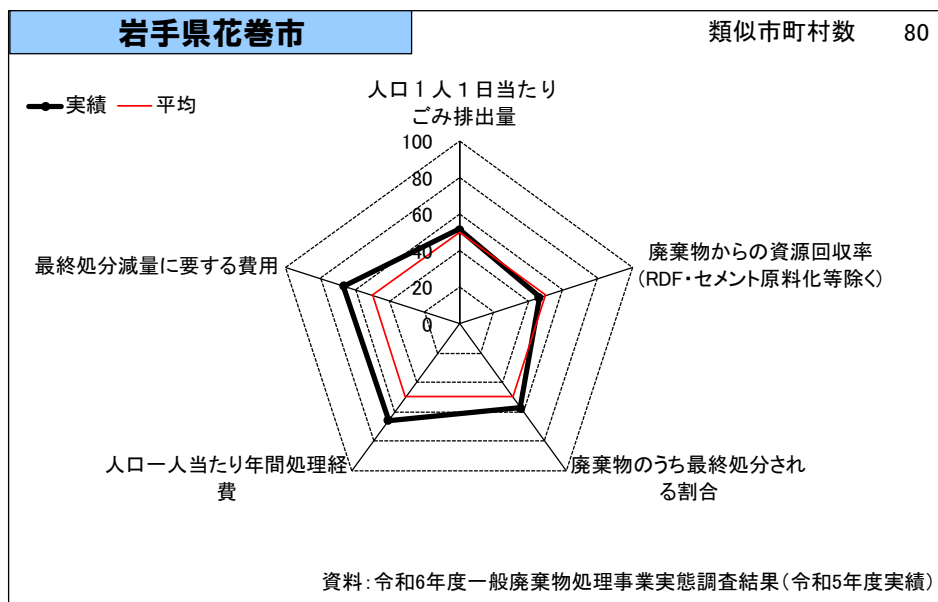 岩手県花巻市
類似市町村数 80
実績 平均
人口１人１日当たり
ごみ排出量
100
80
60
40
20
0
廃棄物からの資源回収率
(RDF・セメント原料化等除く)
最終処分減量に要する費用
人口一人当たり年間処理経
費
廃棄物のうち最終処分され
る割合
資料:令和6年度一般廃棄物処理事業実態調査結果(令和5年度実績)